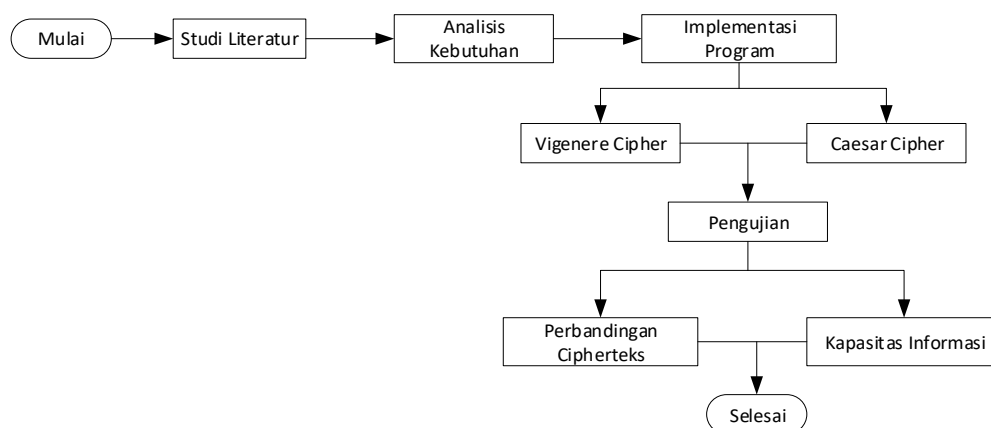 Mulai
Studi Literatur
Analisis
Kebutuhan
Implementasi
Program
Vigenere Cipher
Caesar Cipher
Pengujian
Perbandingan
Cipherteks
Kapasitas Informasi
Selesai